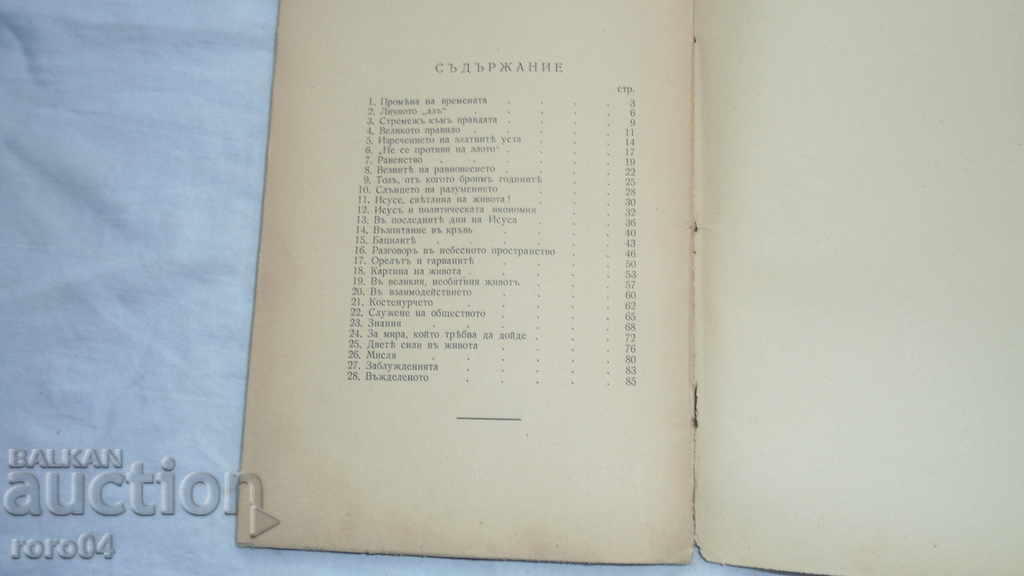 СЪДЪРЖАНИЕ
стр.
1. Промѣна на времената 3
2. Личното „азъ“ 6
3. Стремежъ къмъ правдата 9
4. Великото правило 11
5. Изречението на златнитѣ уста 14
6. „Не се противи на злото“ 17
7. Равенство 19
8. Везнитѣ на равновесието 22
9. Тозъ, отъ когото броимъ годинитѣ 25
10. Слънцето на разумението 28
11. Исусе, свѣтлина на живота! 30
12. Исусъ и политическата икономия 32
13. Въ последнитѣ дни на Исуса 36
14. Възпитание въ кръвь 40
15. Бацилитѣ 43
16. Разговоръ въ небесното пространство 46
17. Орелътъ и гарванитѣ 50
18. Картина на живота 53
19. Въ великия, необятния животъ 57
20. Въ взаимодействието 60
21. Костенурчето 62
22. Служене на обществото 65
23. Знания 68
24. За мира, който трѣбва да дойде 72
25. Дветѣ сили въ живота 76
26. Мисля 80
27. Заблужденията 83
28. Въжделеното 85
BALKAN
auction
roro04